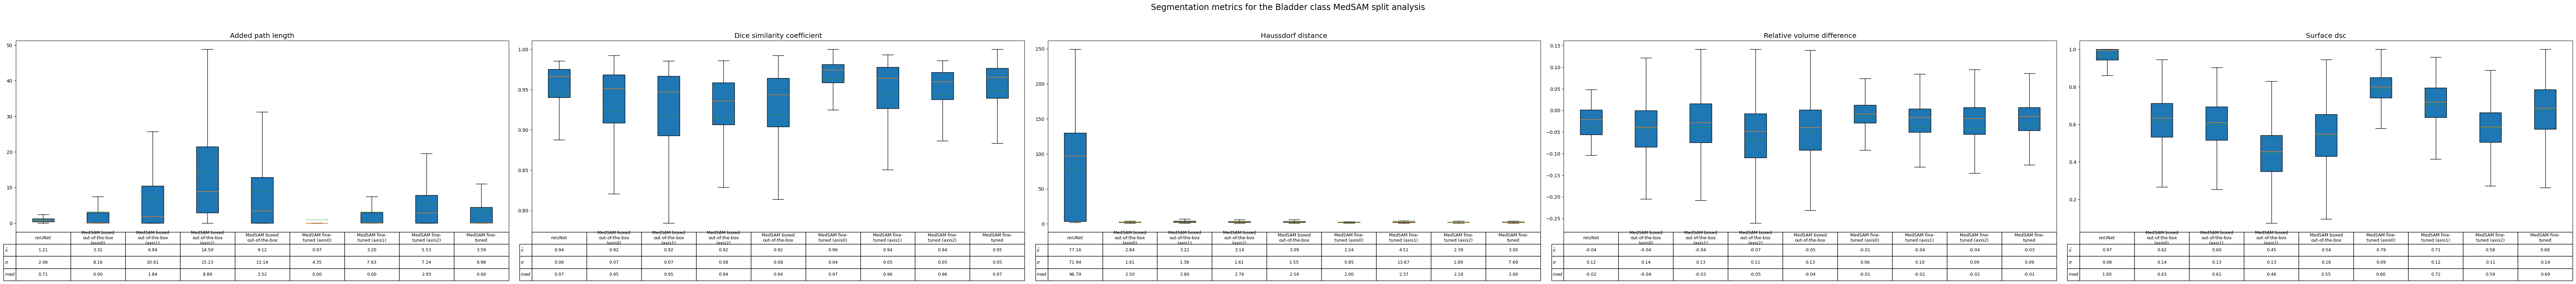 Segmentation metrics for the Bladder class MedSAM split analysis
Added path length
50
40
30
20
10
0
nnUNet MedSAM boxed out-of-the-box (axis0) MedSAM boxed out-of-the-box (axis1) MedSAM boxed out-of-the-box (axis2) MedSAM boxed out-of-the-box MedSAM fine-tuned (axis0) MedSAM fine-tuned (axis1) MedSAM fine-tuned (axis2) MedSAM fine-tuned
x̄ 1.21 3.32 6.94 14.50 9.12 0.97 3.20 5.53 3.59
σ 2.06 8.16 10.61 15.23 13.14 4.35 7.63 7.24 6.98
med 0.71 0.00 1.84 8.89 3.52 0.00 0.00 2.93 0.00
Dice similarity coefficient
1.00
0.95
0.90
0.85
0.80
nnUNet MedSAM boxed out-of-the-box (axis0) MedSAM boxed out-of-the-box (axis1) MedSAM boxed out-of-the-box (axis2) MedSAM boxed out-of-the-box MedSAM fine-tuned (axis0) MedSAM fine-tuned (axis1) MedSAM fine-tuned (axis2) MedSAM fine-tuned
x̄ 0.94 0.92 0.92 0.92 0.92 0.96 0.94 0.94 0.95
σ 0.06 0.07 0.07 0.08 0.08 0.04 0.05 0.05 0.05
med 0.97 0.95 0.95 0.94 0.94 0.97 0.96 0.96 0.97
Haussdorf distance
250
200
150
100
50
0
nnUNet MedSAM boxed out-of-the-box (axis0) MedSAM boxed out-of-the-box (axis1) MedSAM boxed out-of-the-box (axis2) MedSAM boxed out-of-the-box MedSAM fine-tuned (axis0) MedSAM fine-tuned (axis1) MedSAM fine-tuned (axis2) MedSAM fine-tuned
x̄ 77.16 2.84 3.22 3.14 3.09 2.24 4.51 2.39 3.00
σ 71.94 1.61 1.38 1.61 1.55 0.85 13.67 1.09 7.69
med 96.79 2.50 2.80 2.76 2.54 2.00 2.37 2.18 2.00
Relative volume difference
0.15
0.10
0.05
0.00
−0.05
−0.10
−0.15
−0.20
−0.25
nnUNet MedSAM boxed out-of-the-box (axis0) MedSAM boxed out-of-the-box (axis1) MedSAM boxed out-of-the-box (axis2) MedSAM boxed out-of-the-box MedSAM fine-tuned (axis0) MedSAM fine-tuned (axis1) MedSAM fine-tuned (axis2) MedSAM fine-tuned
x̄ -0.04 -0.04 -0.04 -0.07 -0.05 -0.01 -0.04 -0.04 -0.03
σ 0.12 0.14 0.13 0.11 0.13 0.06 0.10 0.09 0.09
med -0.02 -0.04 -0.03 -0.05 -0.04 -0.01 -0.02 -0.02 -0.01
Surface dsc
1.0
0.8
0.6
0.4
0.2
nnUNet MedSAM boxed out-of-the-box (axis0) MedSAM boxed out-of-the-box (axis1) MedSAM boxed out-of-the-box (axis2) MedSAM boxed out-of-the-box MedSAM fine-tuned (axis0) MedSAM fine-tuned (axis1) MedSAM fine-tuned (axis2) MedSAM fine-tuned
x̄ 0.97 0.62 0.60 0.45 0.54 0.79 0.71 0.58 0.68
σ 0.06 0.14 0.13 0.13 0.16 0.09 0.12 0.11 0.14
med 1.00 0.63 0.61 0.46 0.55 0.80 0.72 0.59 0.69